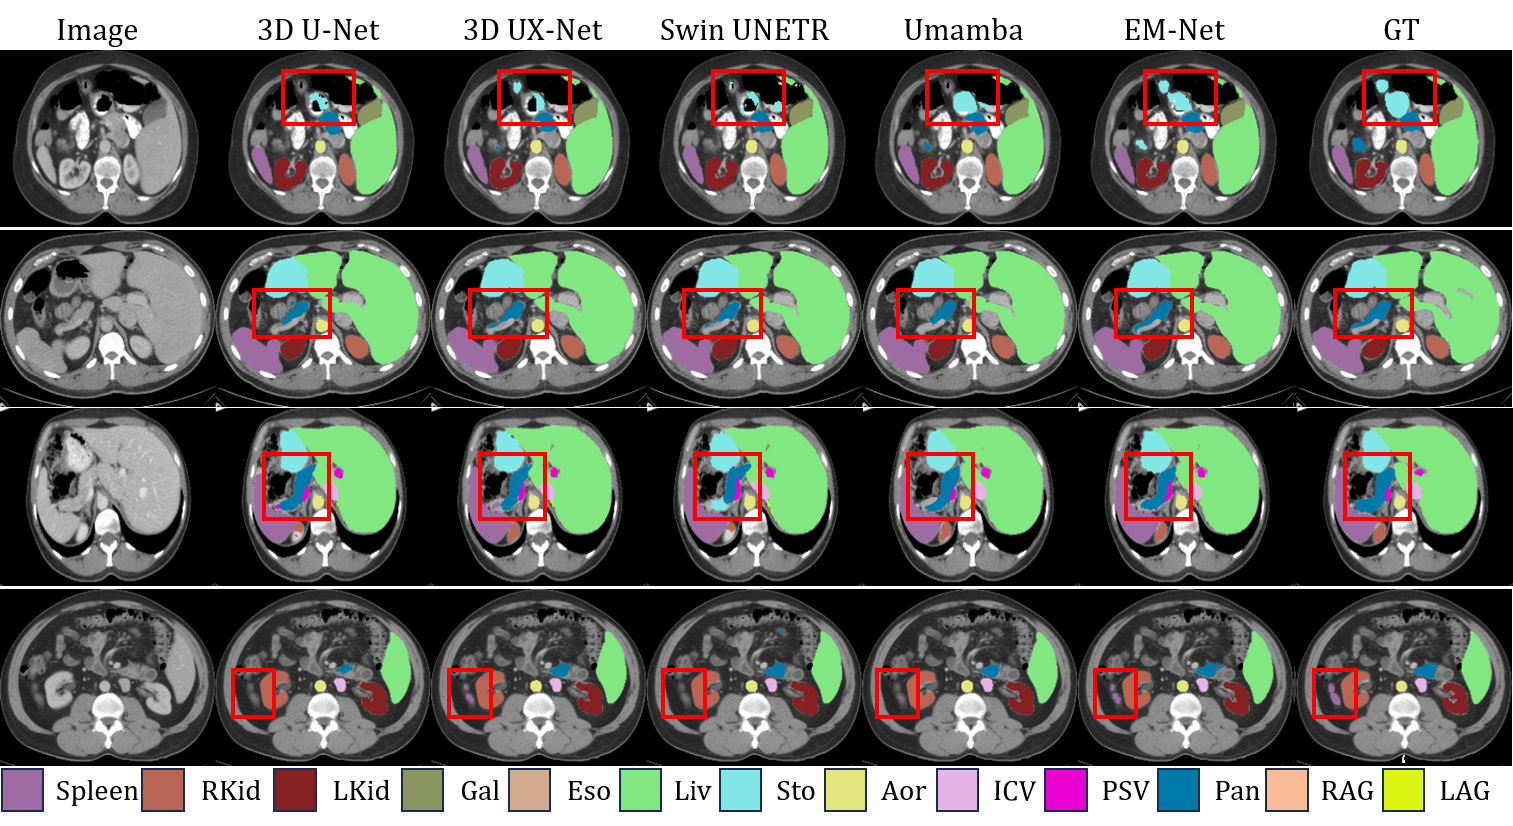 Image 3D U-Net 3D UX-Net Swin UNETR Umamba EM-Net GT
Spleen RKid LKid Gal Eso Liv Sto Aor ICV PSV Pan RAG LAG